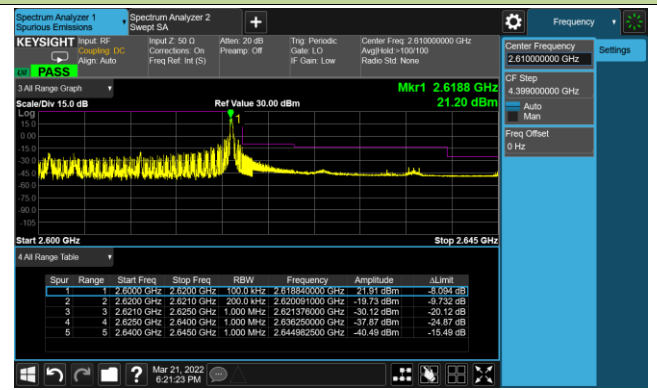 Spectrum Analyzer 1
Spurious Emissions
Spectrum Analyzer 2
Swept SA
Frequency
KEYSIGHT
Input: RF
Coupling: DC
Align: Auto
Input Z: 50 Ω
Corrections: On
Freq Ref: Int (S)
Atten: 20 dB
Preamp: Off
Trig: Periodic
Gate: LO
IF Gain: Low
Center Freq: 2.610000000 GHz
Avg|Hold:>100/100
Radio Std: None
PASS
Center Frequency
2.610000000 GHz
Settings
CF Step
4.399000000 GHz
Auto
Man
Freq Offset
0 Hz
3 All Range Graph
Mkr1 2.6188 GHz
21.20 dBm
Scale/Div 15.0 dB
Ref Value 30.00 dBm
Log
15.0
0.00
-15.0
-30.0
-45.0
-60.0
-75.0
-90.0
-105
1
Start 2.600 GHz
Stop 2.645 GHz
4 All Range Table
Spur Range Start Freq Stop Freq RBW Frequency Amplitude ΔLimit
1 1 2.6000 GHz 2.6200 GHz 100.0 kHz 2.618840000 GHz 21.91 dBm -8.094 dB
2 2 2.6200 GHz 2.6210 GHz 200.0 kHz 2.620091000 GHz -19.73 dBm -9.732 dB
3 3 2.6210 GHz 2.6250 GHz 1.000 MHz 2.621376000 GHz -30.12 dBm -20.12 dB
4 4 2.6250 GHz 2.6400 GHz 1.000 MHz 2.636250000 GHz -37.87 dBm -24.87 dB
5 5 2.6400 GHz 2.6450 GHz 1.000 MHz 2.644982500 GHz -40.49 dBm -15.49 dB
Mar 21, 2022
6:21:23 PM